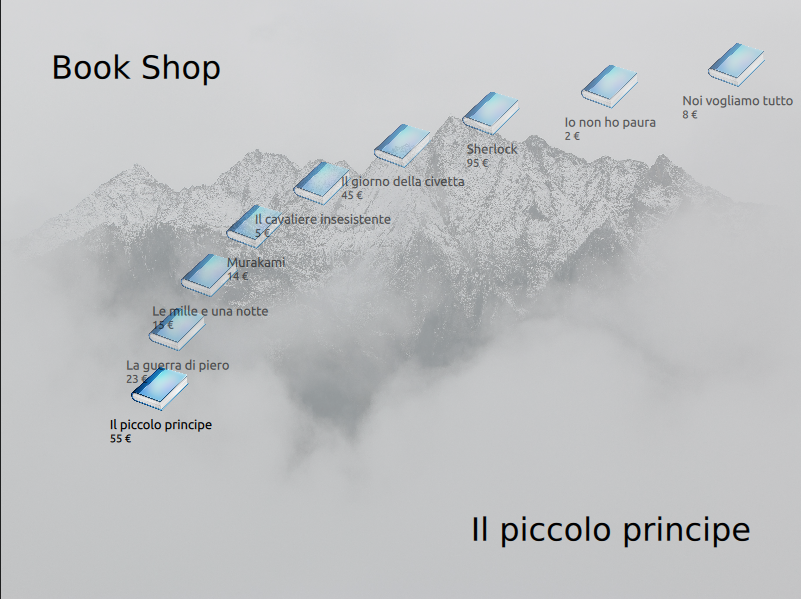 Book Shop
Noi vogliamo tutto
8 €
Io non ho paura
2 €
Sherlock
95 €
Il giorno della civetta
45 €
Il cavaliere insesistente
5 €
Murakami
14 €
Le mille e una notte
15 €
La guerra di piero
23 €
Il piccolo principe
55 €
Il piccolo principe